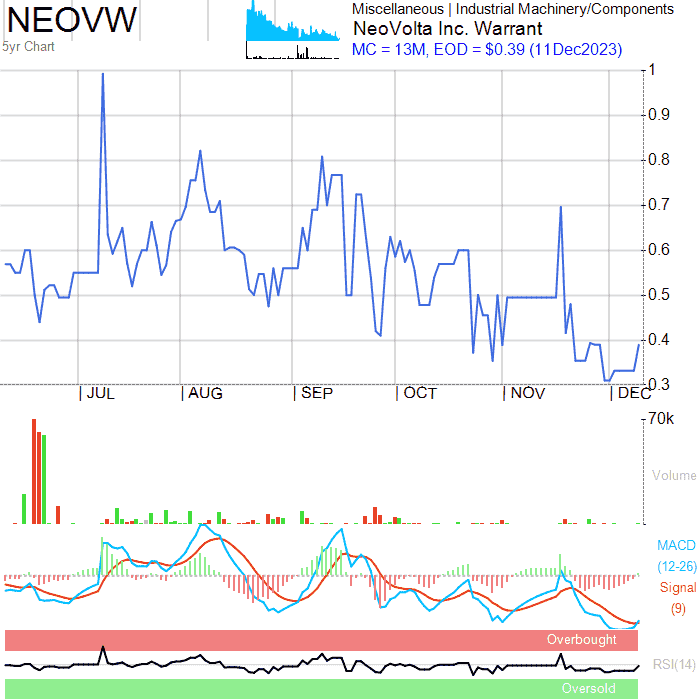 NEOVW
5yr Chart
Miscellaneous | Industrial Machinery/Components
NeoVolta Inc. Warrant
MC = 13M, EOD = $0.39 (11Dec2023)
1
0.9
0.8
0.7
0.6
0.5
0.4
0.3
| JUL | AUG | SEP | OCT | NOV | DEC
70k
Volume
MACD
(12-26)
Signal
(9)
Overbought
RSI(14)
Oversold